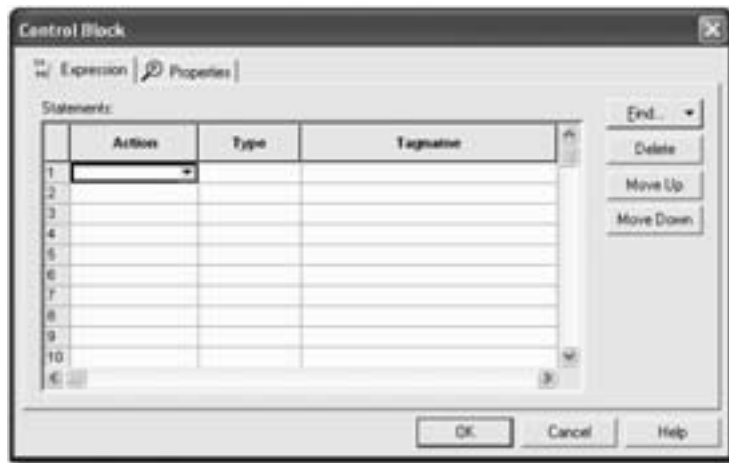 Control Block
Expression
Properties
Statements:
Action Type Tagname
1
2
3
4
5
6
7
8
9
10
Find...
Delete
Move Up
Move Down
OK
Cancel
Help